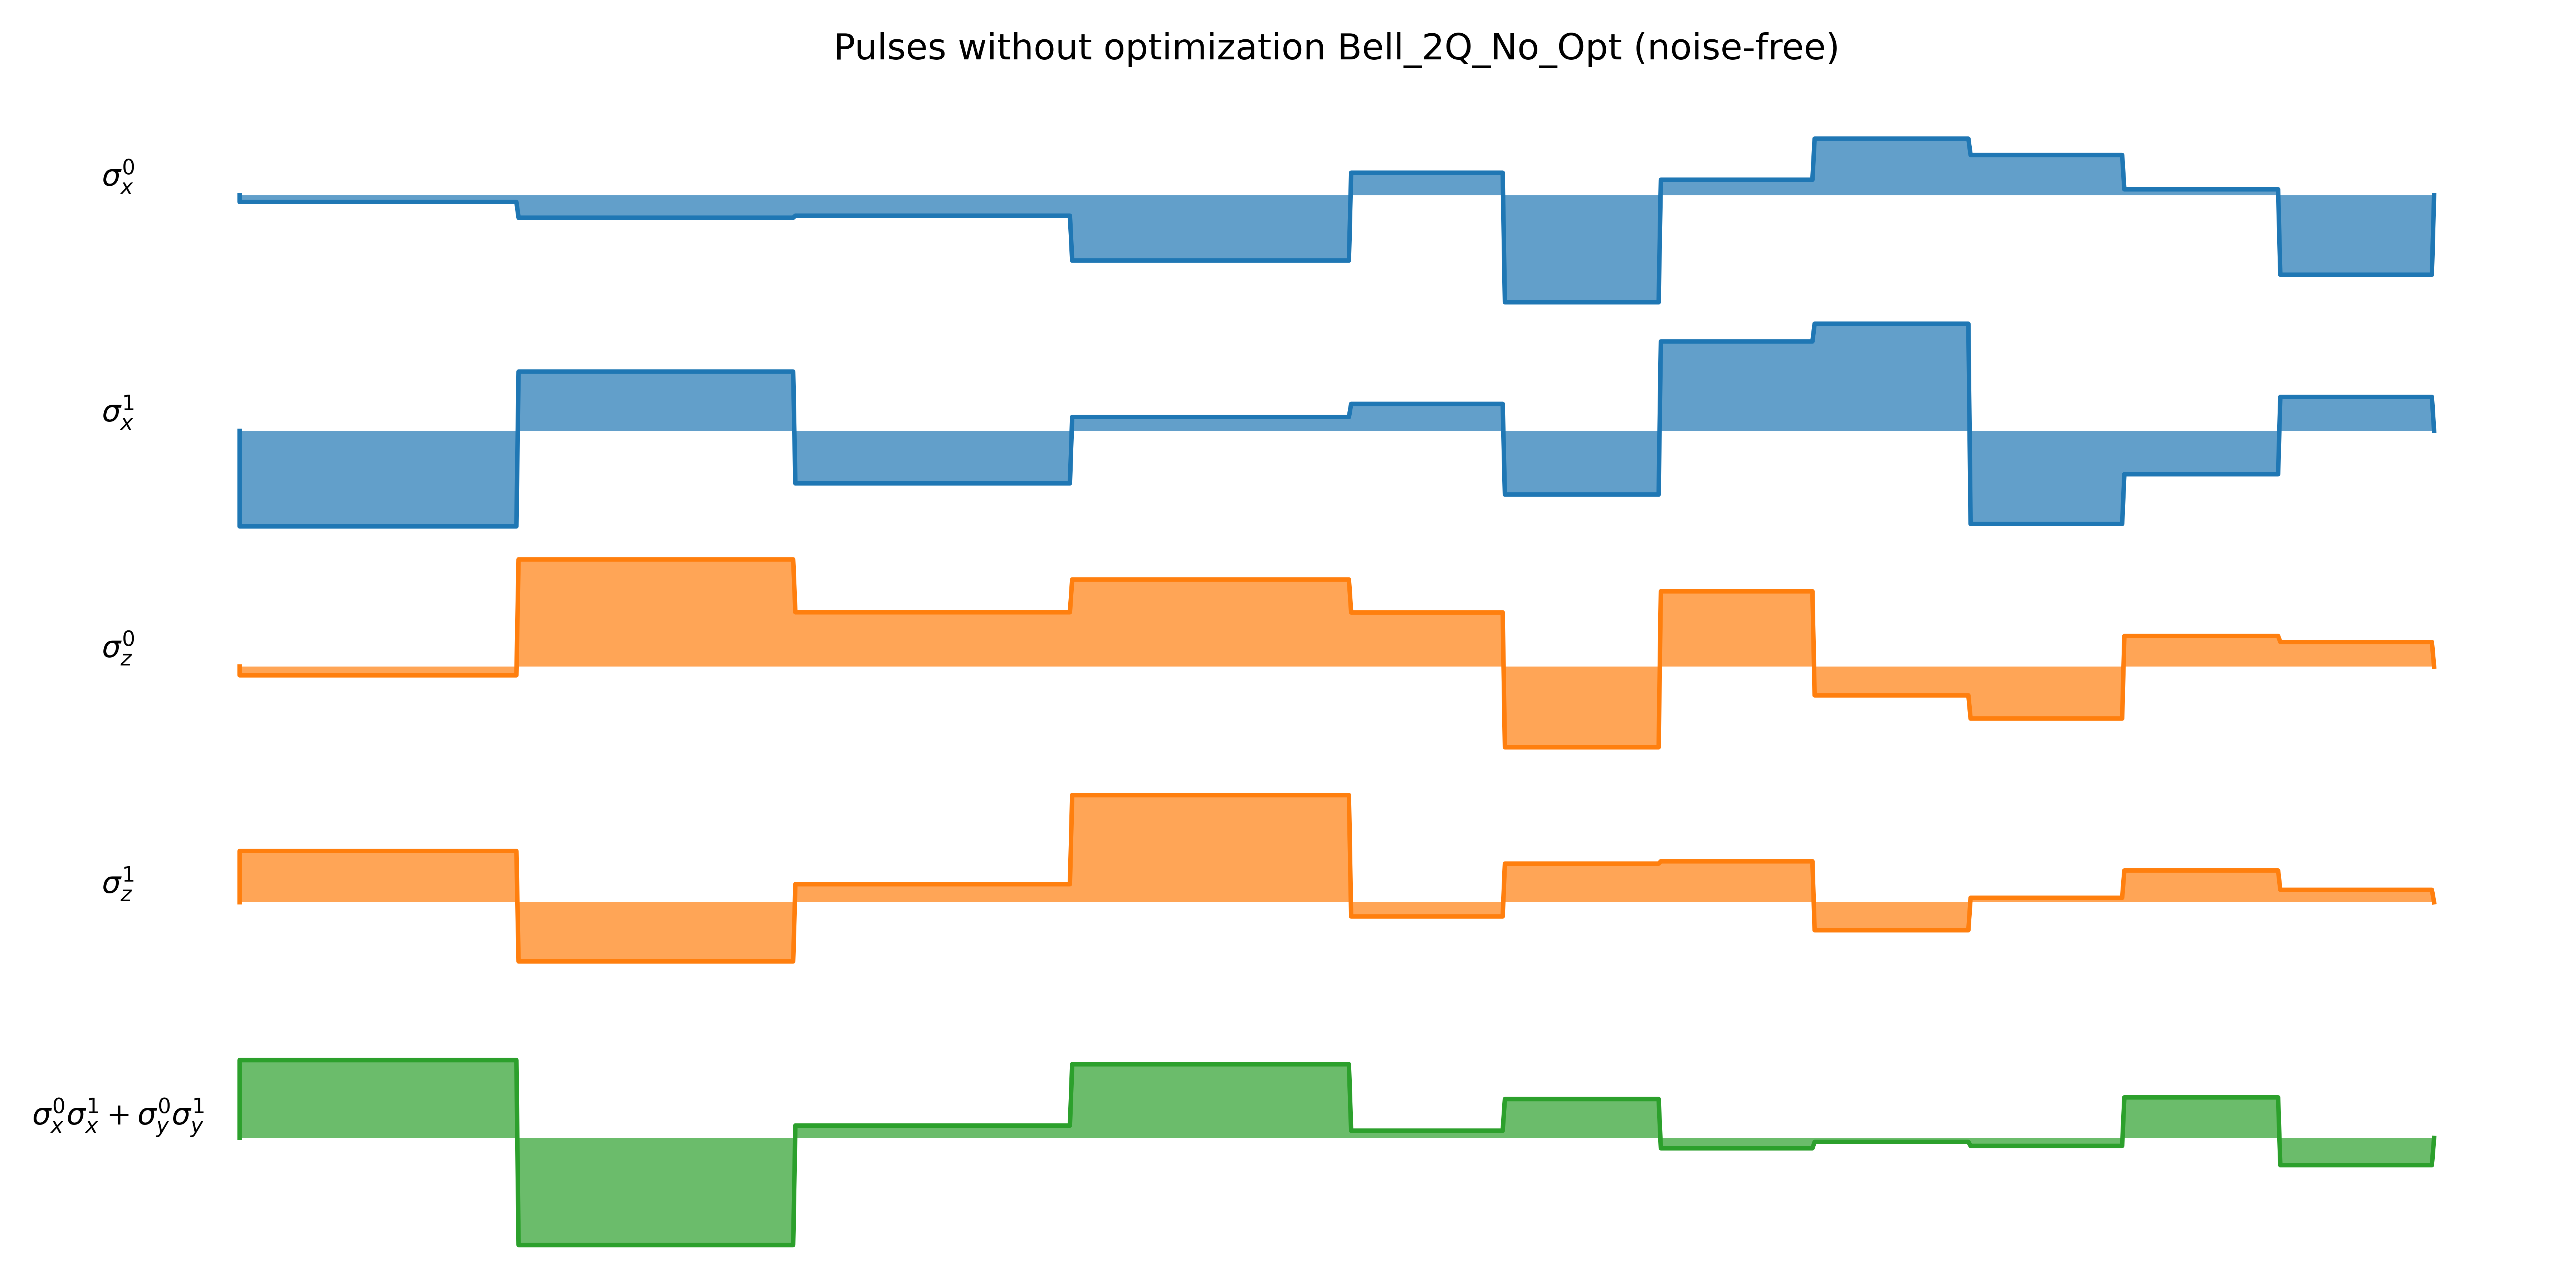 Pulses without optimization Bell_2Q_No_Opt (noise-free)
σ_x^0
σ_x^1
σ_z^0
σ_z^1
σ_x^0σ_x^1 + σ_y^0σ_y^1